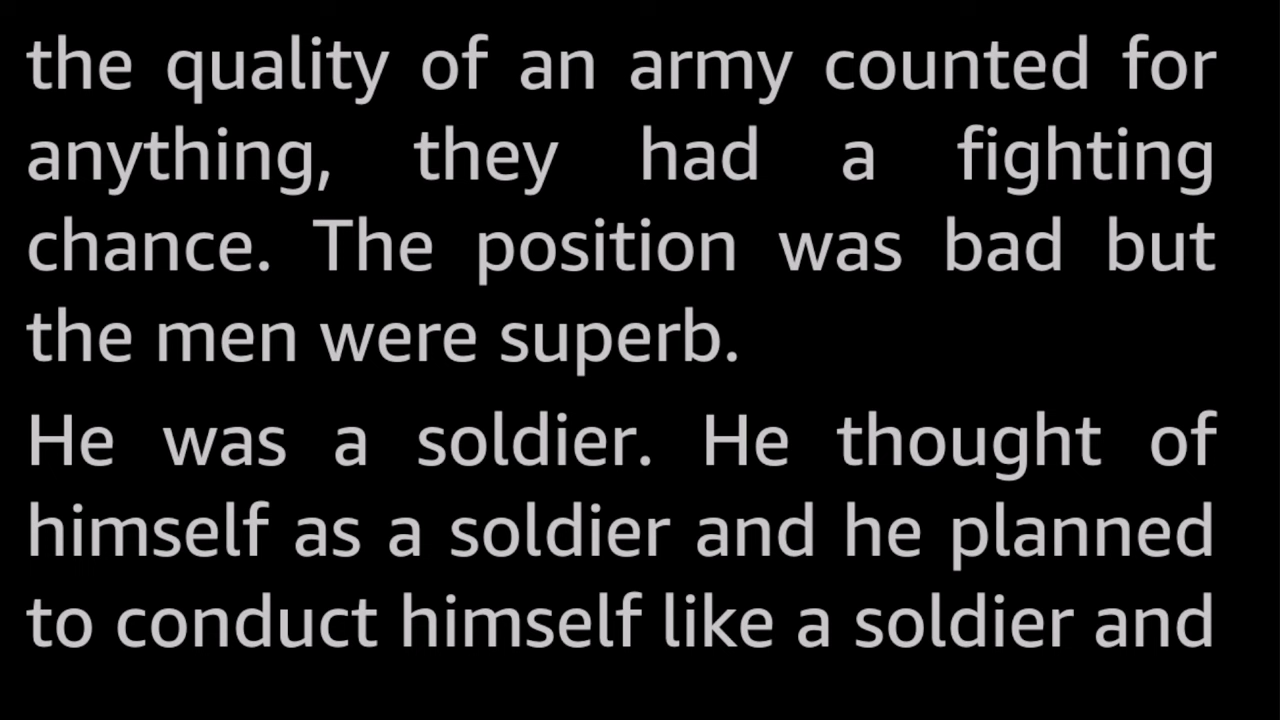 the quality of an army counted for
anything, they had a fighting
chance. The position was bad but
the men were superb.
He was a soldier. He thought of
himself as a soldier and he planned
to conduct himself like a soldier and